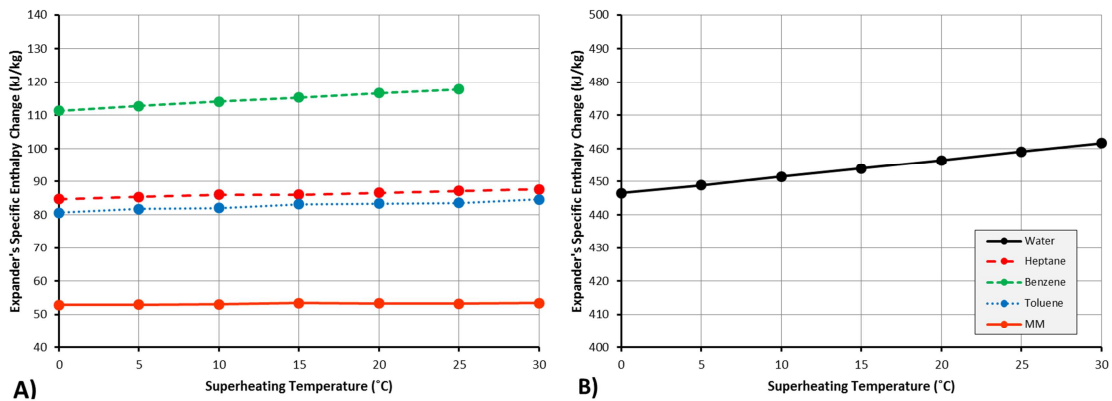 Expander's Specific Enthalpy Change (kJ/kg)
140
130
120
110
100
90
80
70
60
50
40
0 5 10 15 20 25 30
Superheating Temperature (˚C)
A)
Expander's Specific Enthalpy Change (kJ/kg)
500
490
480
470
460
450
440
430
420
410
400
Water
Heptane
Benzene
Toluene
MM
0 5 10 15 20 25 30
Superheating Temperature (˚C)
B)